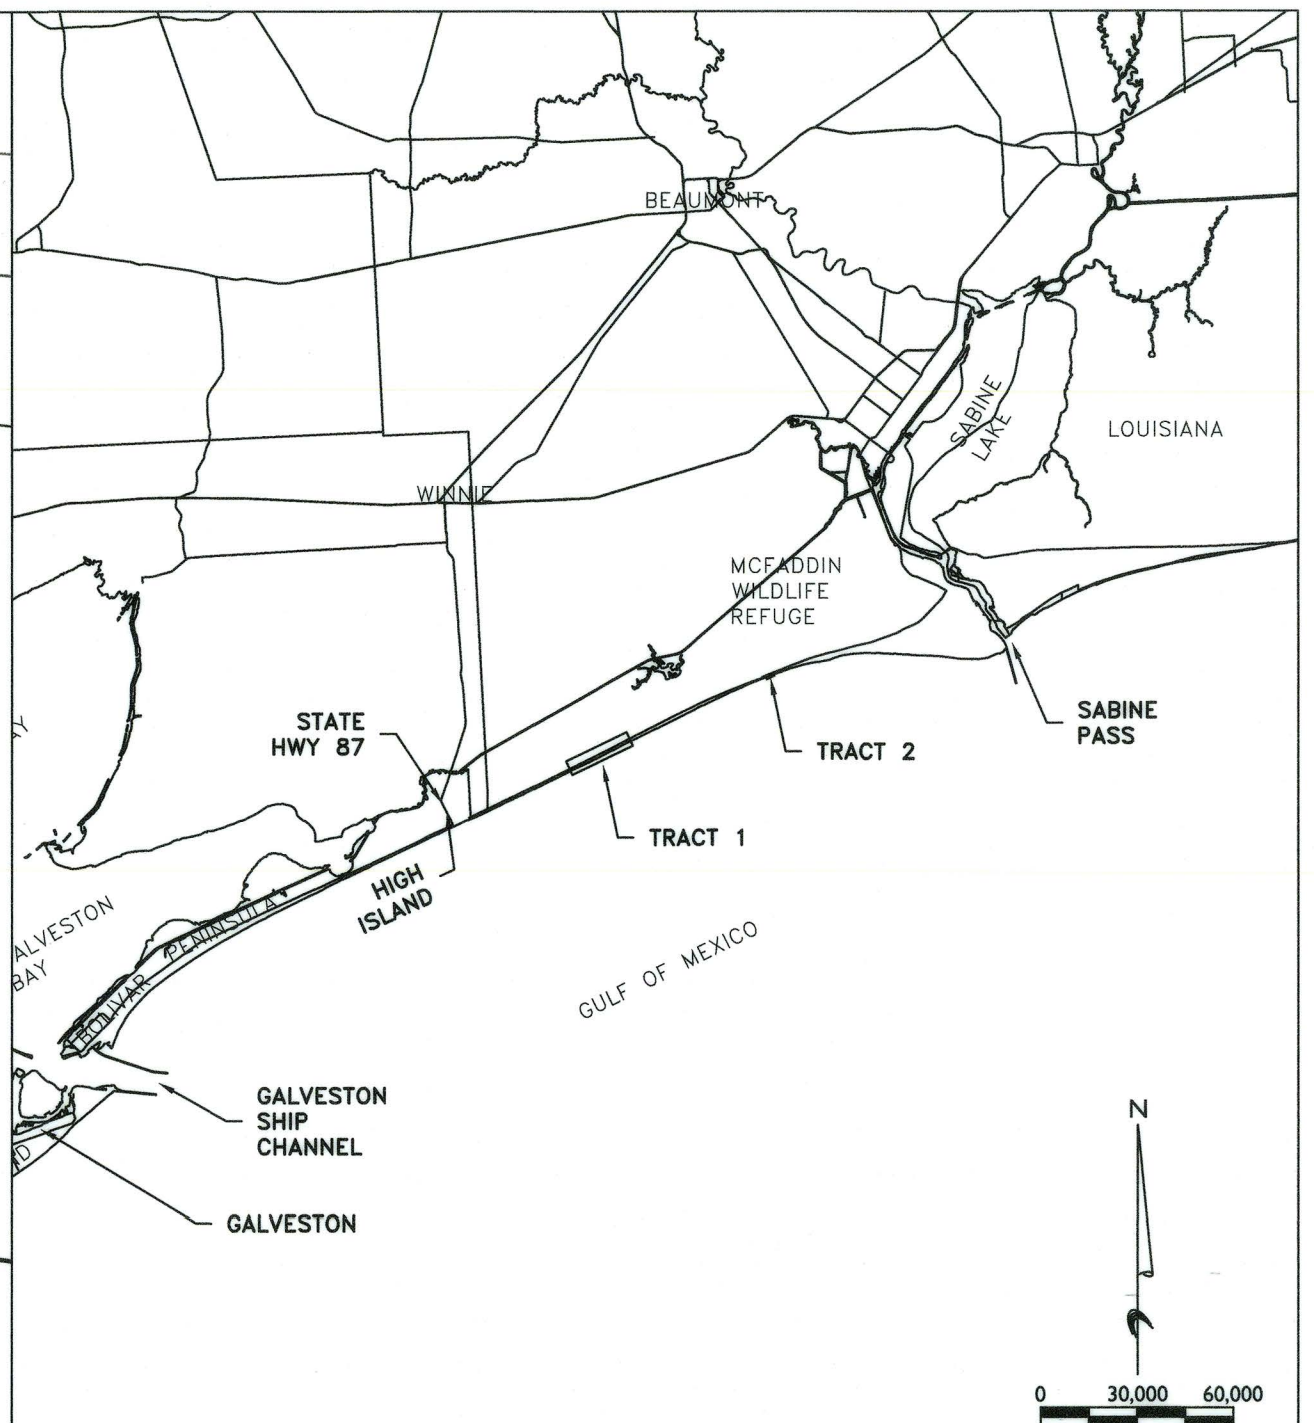 BEAUMONT
SABINE
LAKE
LOUISIANA
WINNIE
MCFADDIN
WILDLIFE
REFUGE
STATE
HWY 87
SABINE
PASS
TRACT 2
TRACT 1
HIGH
ISLAND
ALVESTON
BAY
BOLIVAR PENINSULA
GULF OF MEXICO
GALVESTON
SHIP
CHANNEL
GALVESTON
N
0 30,000 60,000